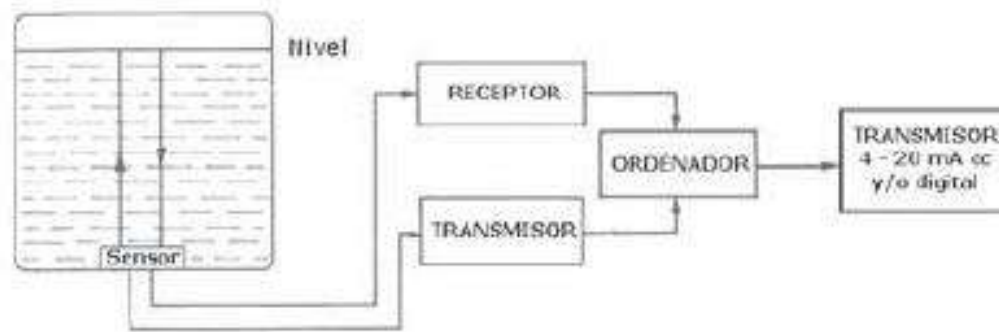 Nivel
RECEPTOR
ORDENADOR
TRANSMISOR
4 - 20 mA cc
y/o digital
TRANSMISOR
Sensor